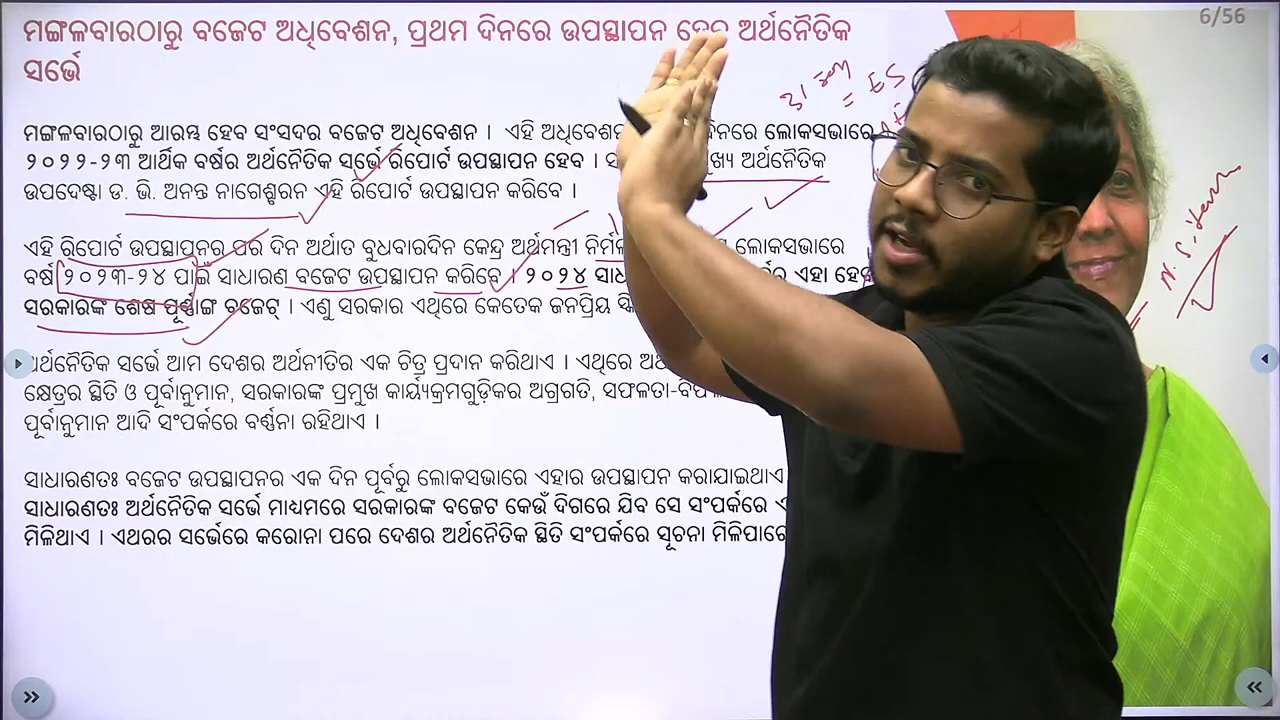 6/56
ମଙ୍ଗଳବାରଠାରୁ ବଜେଟ ଅଧିବେଶନ, ପ୍ରଥମ ଦିନରେ ଉପସ୍ଥାପନ ହେବ ଅର୍ଥନୈତିକ
ସର୍ଭେ
31 Jan
= ES
ମଙ୍ଗଳବାରଠାରୁ ଆରମ୍ଭ ହେବ ସଂସଦର ବଜେଟ ଅଧିବେଶନ । ଏହି ଦିନରେ ଲୋକସଭାରେ
୨୦୨୨-୨୩ ଆର୍ଥିକ ବର୍ଷର ଅର୍ଥନୈତିକ ସର୍ଭେ ରିପୋର୍ଟ ଉପସ୍ଥାପନ ହେବ । ଅର୍ଥନୈତିକ
ଉପଦେଷ୍ଟା ଡ. ଭି. ଅନନ୍ତ ନାଗେଶ୍ୱରନ ଏହି ରିପୋର୍ଟ ଉପସ୍ଥାପନ କରିବେ ।
ଏହି ରିପୋର୍ଟ ଉପସ୍ଥାପନର ପର ଦିନ ଅର୍ଥାତ ବୁଧବାରଦିନ କେନ୍ଦ୍ର ଅର୍ଥମନ୍ତ୍ରୀ ଲୋକସଭାରେ
ବର୍ଷ ୨୦୨୩-୨୪ ପାଇଁ ସାଧାରଣ ବଜେଟ ଉପସ୍ଥାପନ କରିବେ । ୨୦୨୪ ଏହା
ସରକାରଙ୍କ ଶେଷ ପୂର୍ଣ୍ଣାଙ୍ଗ ବଜେଟ୍ । ଏଣୁ ସରକାର ଏଥିରେ କେତେକ ଜନପ୍ରିୟ
N. S. Raman
ଅର୍ଥନୈତିକ ସର୍ଭେ ଆମ ଦେଶର ଅର୍ଥନୀତିର ଏକ ଚିତ୍ର ପ୍ରଦାନ କରିଥାଏ । ଏଥିରେ
କ୍ଷେତ୍ରର ସ୍ଥିତି ଓ ପୂର୍ବାନୁମାନ, ସରକାରଙ୍କ ପ୍ରମୁଖ କାର୍ଯ୍ୟକ୍ରମଗୁଡ଼ିକର ଅଗ୍ରଗତି,
ପୂର୍ବାନୁମାନ ଆଦି ସଂପର୍କରେ ବର୍ଣ୍ଣନା ରହିଥାଏ ।
ସାଧାରଣତଃ ବଜେଟ ଉପସ୍ଥାପନର ଏକ ଦିନ ପୂର୍ବରୁ ଲୋକସଭାରେ ଏହାର ଉପସ୍ଥାପନ କରାଯାଇଥାଏ
ସାଧାରଣତଃ ଅର୍ଥନୈତିକ ସର୍ଭେ ମାଧ୍ୟମରେ ସରକାରଙ୍କ ବଜେଟ କେଉଁ ଦିଗରେ ଯିବ ସେ ସଂପର୍କରେ
ମିଳିଥାଏ । ଏଥରର ସର୍ଭେରେ କରୋନା ପରେ ଦେଶର ଅର୍ଥନୈତିକ ସ୍ଥିତି ସଂପର୍କରେ ସୂଚନା